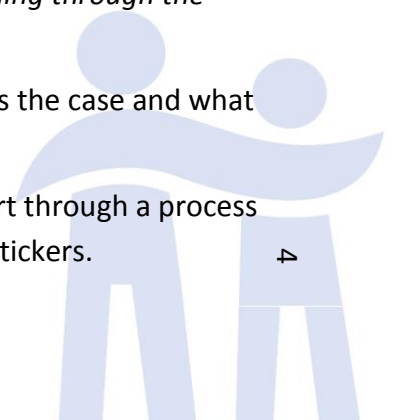 ing through the
s the case and what
rt through a process
tickers.
4